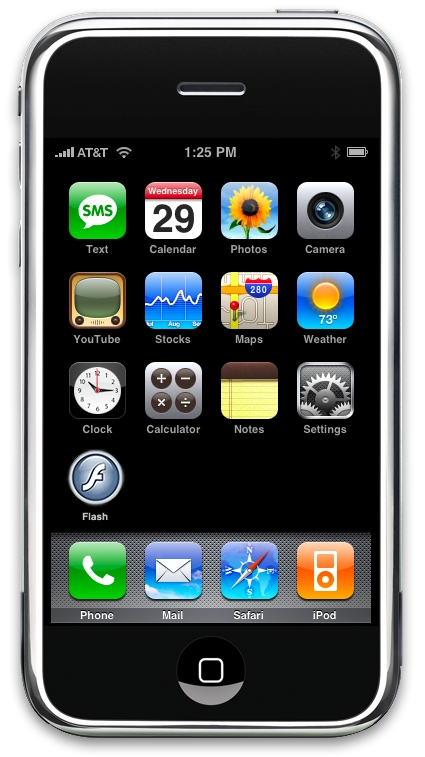 AT&T 1:25 PM
SMS Wednesday
29
Text Calendar Photos Camera
280
73°
YouTube Stocks Maps Weather
Clock Calculator Notes Settings
Flash
N
S
Phone Mail Safari iPod